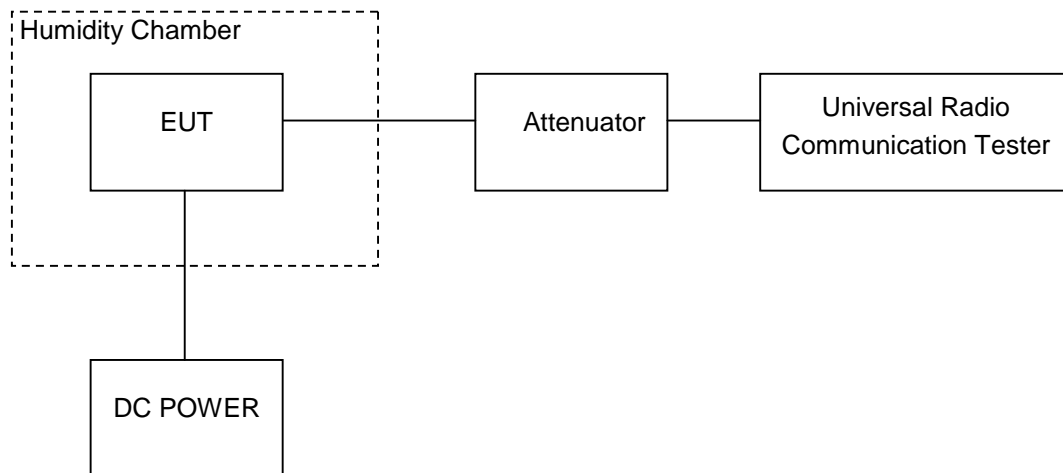 Humidity Chamber
EUT
Attenuator
Universal Radio
Communication Tester
DC POWER